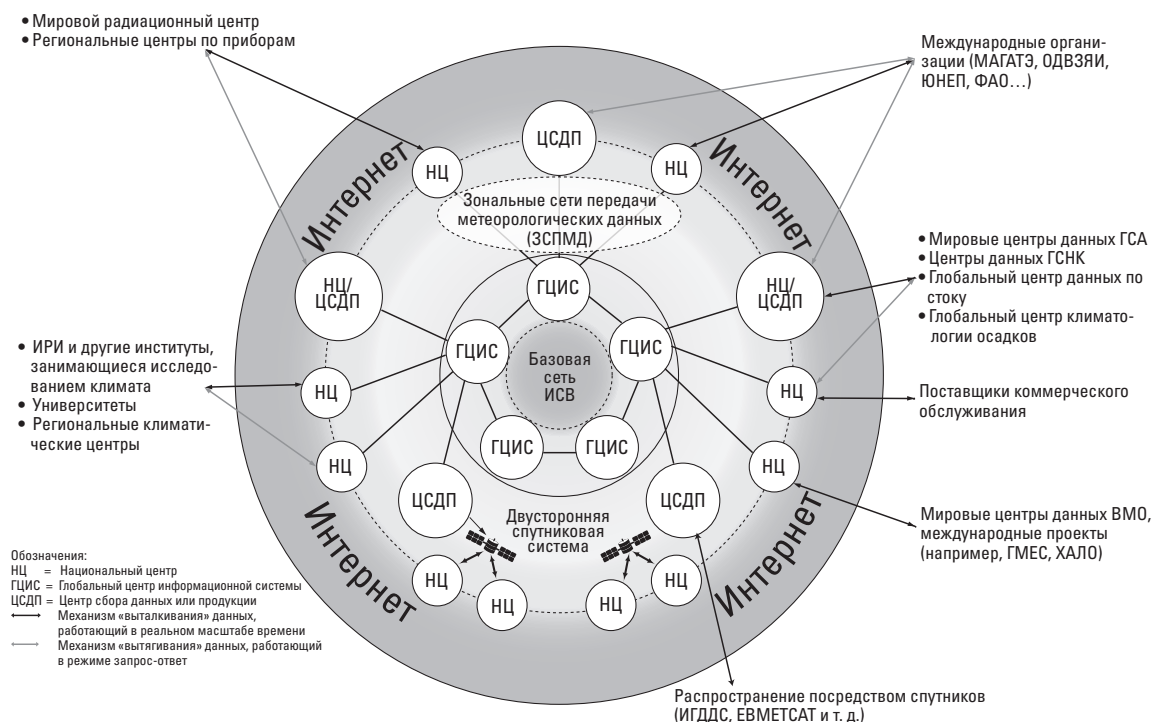 • Мировой радиационный центр
• Региональные центры по приборам
Международные органи-
зации (МАГАТЭ, ОДВЗЯИ,
ЮНЕП, ФАО...)
Интернет
Интернет
ЦСДП
НЦ
НЦ
Зональные сети передачи
метеорологических данных
(ЗСПМД)
НЦ/
ЦСДП
ГЦИС
НЦ/
ЦСДП
• Мировые центры данных ГСА
• Центры данных ГСНК
• Глобальный центр данных по
стоку
• Глобальный центр климато-
логии осадков
• ИРИ и другие институты,
занимающиеся исследо-
ванием климата
• Университеты
• Региональные климати-
ческие центры
ГЦИС
ГЦИС
Базовая
сеть
ИСВ
НЦ
НЦ
Поставщики коммерческого
обслуживания
ГЦИС
ГЦИС
НЦ
НЦ
ЦСДП
ЦСДП
Двусторонняя
спутниковая
система
Интернет
Интернет
Мировые центры данных ВМО,
международные проекты
(например, ГМЕС, ХАЛО)
НЦ
НЦ
НЦ
НЦ
Обозначения:
НЦ = Национальный центр
ГЦИС = Глобальный центр информационной системы
ЦСДП = Центр сбора данных или продукции
Механизм «выталкивания» данных,
работающий в реальном масштабе времени
Механизм «вытягивания» данных, работающий
в режиме запрос-ответ
Распространение посредством спутников
(ИГДДС, ЕВМЕТСАТ и т. д.)